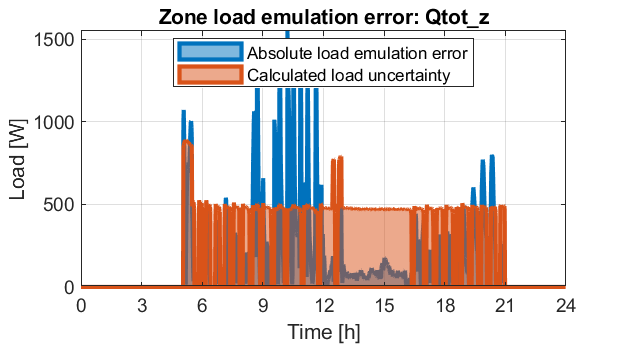 Zone load emulation error: Qtot_z
1500
1000
500
0
Load [W]
Absolute load emulation error
Calculated load uncertainty
0 3 6 9 12 15 18 21 24
Time [h]